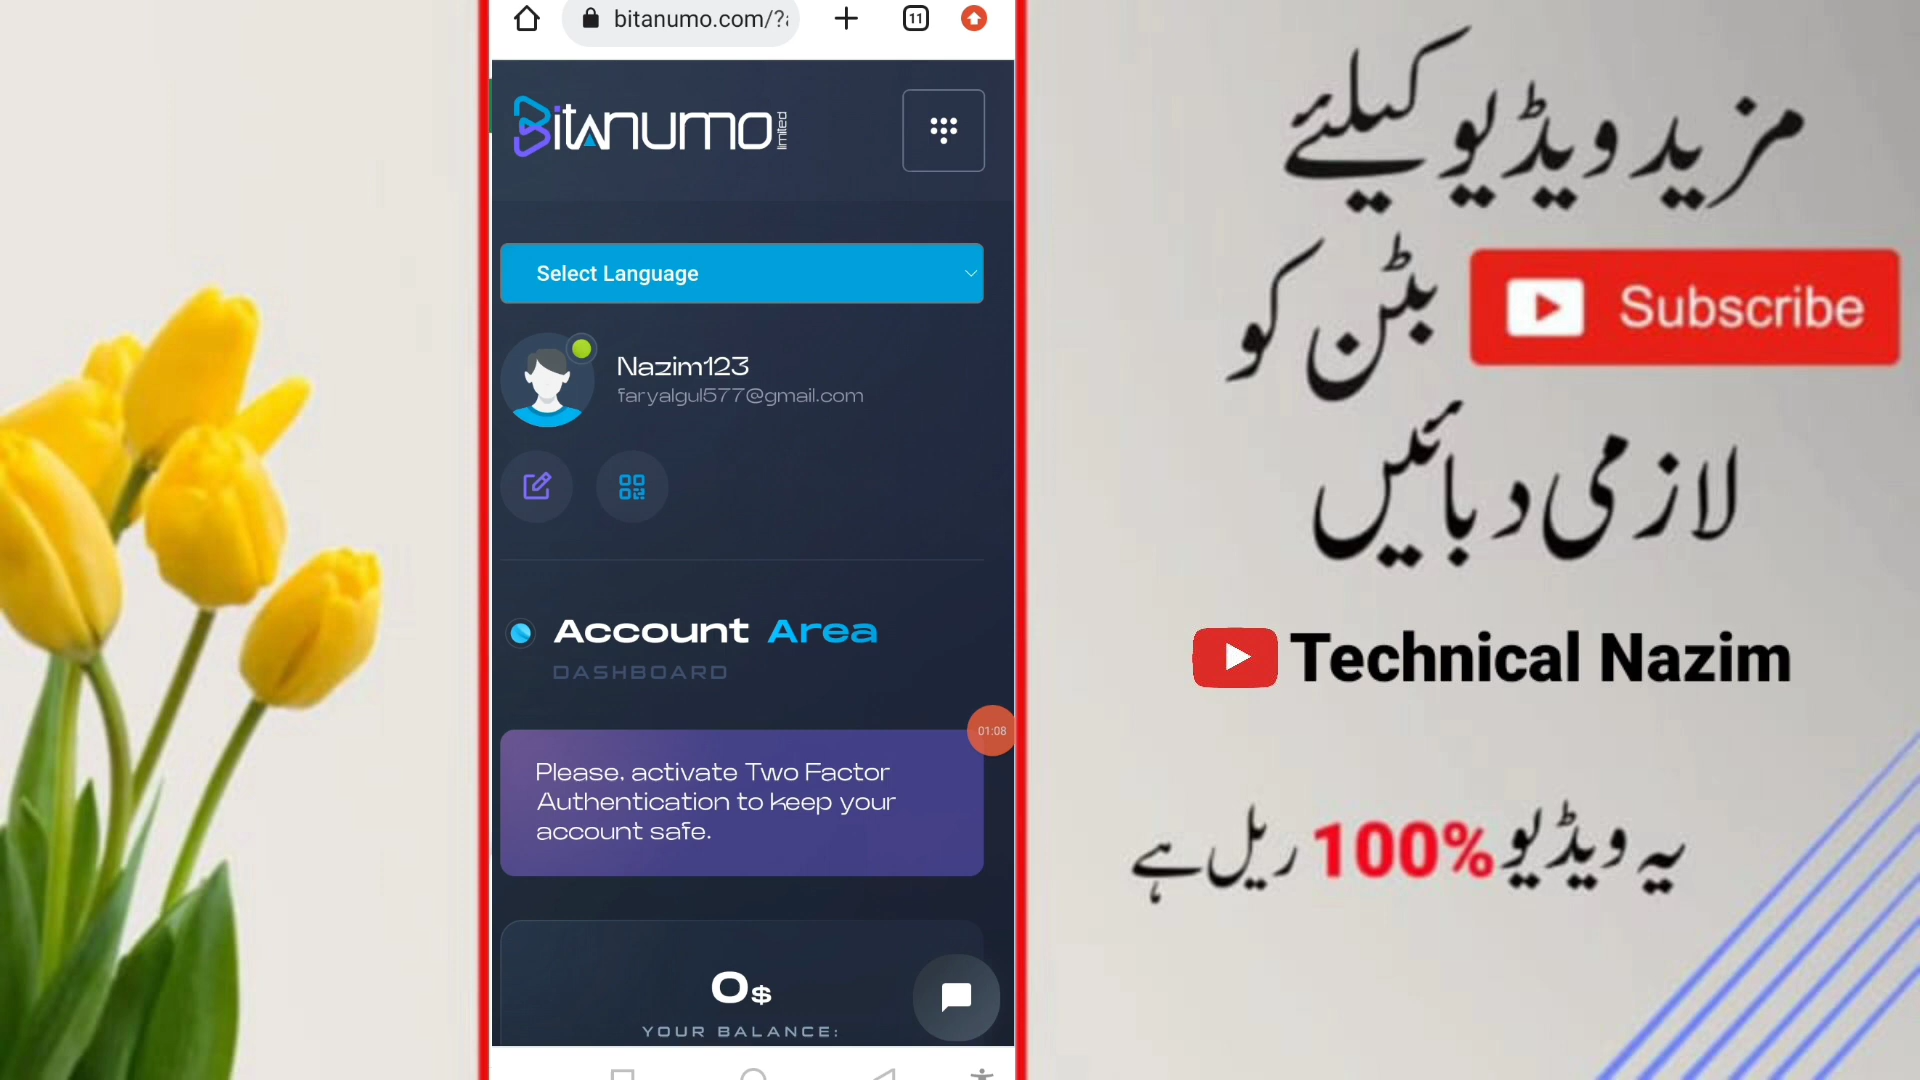 bitanumo.com/?a
11
Bitanumo limited
Select Language
Nazim123
faryalgul577@gmail.com
Account Area
DASHBOARD
01:08
Please, activate Two Factor
Authentication to keep your
account safe.
0$
YOUR BALANCE:
مزید ویڈیو کیلئے
Subscribe بٹن کو
لازمی دبائیں
Technical Nazim
یہ ویڈیو 100% ریل ہے